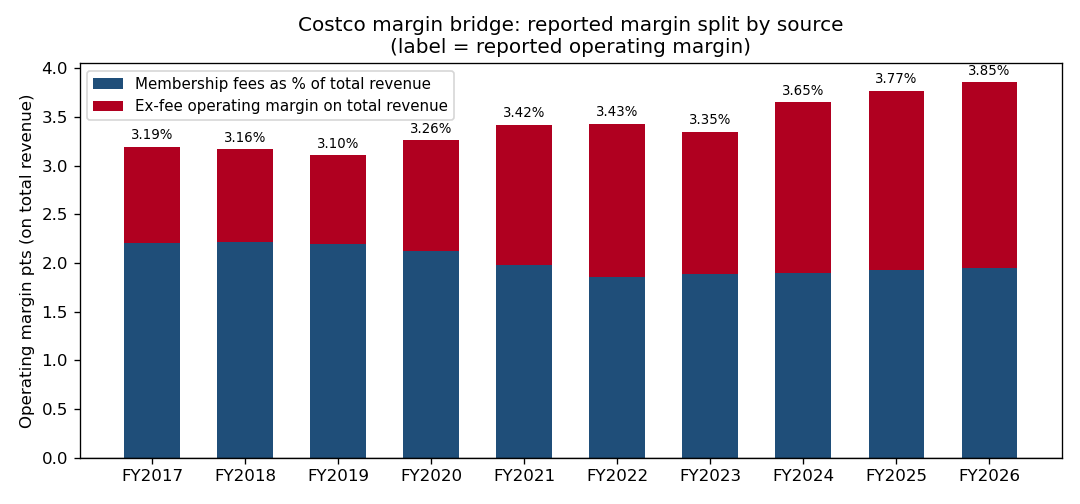 Costco margin bridge: reported margin split by source
(label = reported operating margin)
Operating margin pts (on total revenue)
Membership fees as % of total revenue
Ex-fee operating margin on total revenue
4.0
3.5
3.0
2.5
2.0
1.5
1.0
0.5
0.0
3.19%
3.16%
3.10%
3.26%
3.42%
3.43%
3.35%
3.65%
3.77%
3.85%
FY2017
FY2018
FY2019
FY2020
FY2021
FY2022
FY2023
FY2024
FY2025
FY2026